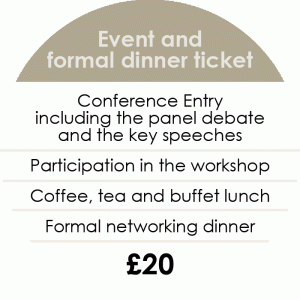 Event and
formal dinner ticket
Conference Entry
including the panel debate
and the key speeches
Participation in the workshop
Coffee, tea and buffet lunch
Formal networking dinner
£20